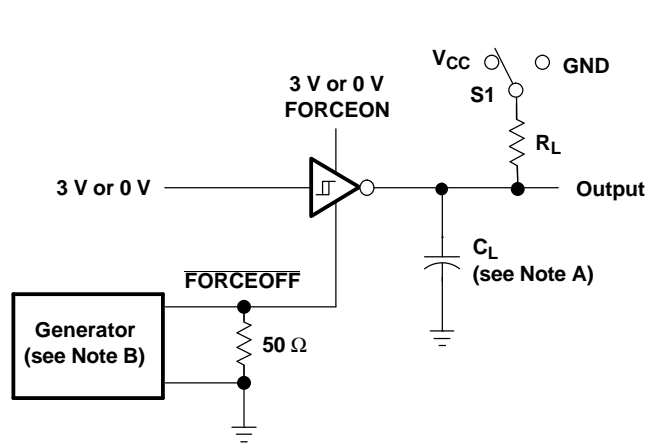 VCC
GND
S1
3 V or 0 V
FORCEON
RL
3 V or 0 V
Output
CL
(see Note A)
FORCEOFF
Generator
(see Note B)
50 Ω